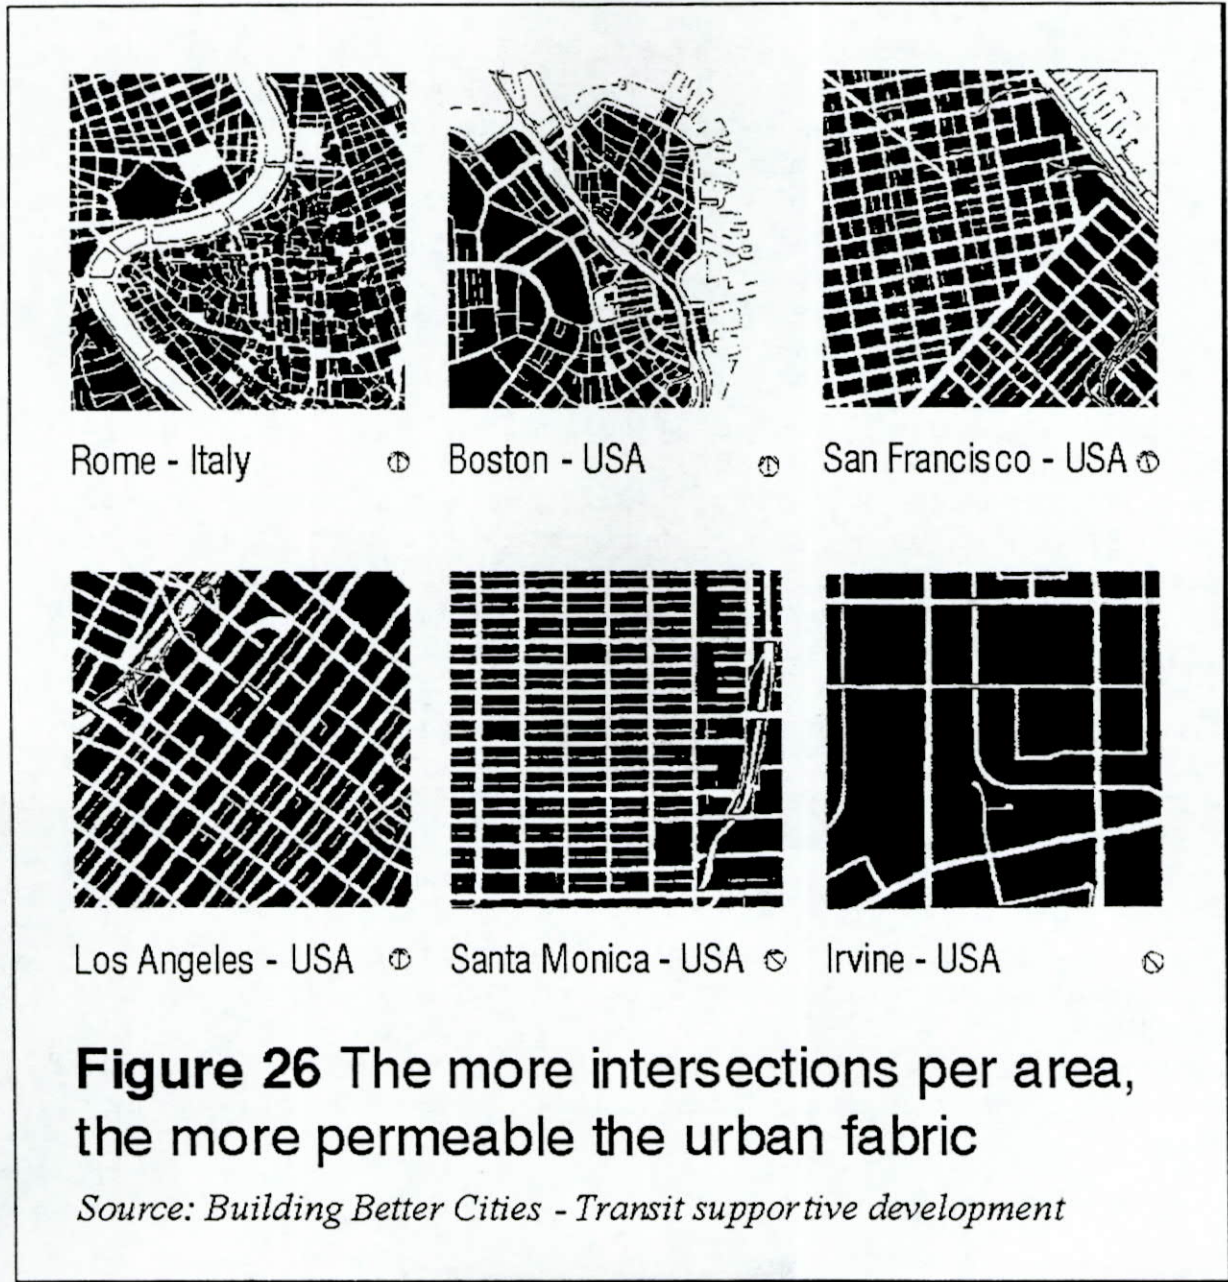 Rome - Italy
Boston - USA
San Francisco - USA
Los Angeles - USA
Santa Monica - USA
Irvine - USA
Figure 26 The more intersections per area,
the more permeable the urban fabric
Source: Building Better Cities - Transit supportive development